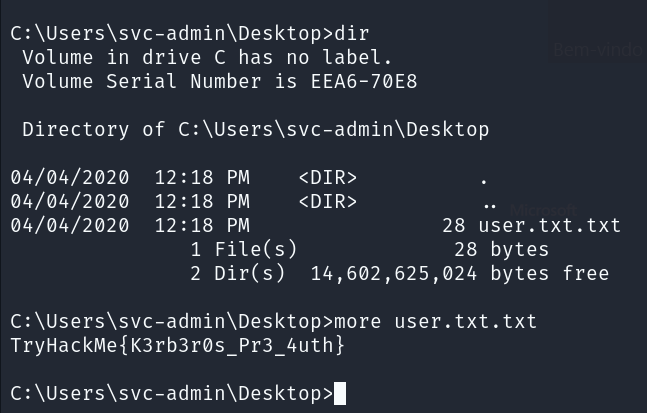 C:\Users\svc-admin\Desktop>dir
Bem-vindo
 Volume in drive C has no label.
 Volume Serial Number is EEA6-70E8
 Directory of C:\Users\svc-admin\Desktop
04/04/2020  12:18 PM    <DIR>          .
04/04/2020  12:18 PM    <DIR>          ..
Microsoft
04/04/2020  12:18 PM                28 user.txt.txt
               1 File(s)             28 bytes
               2 Dir(s)  14,602,625,024 bytes free
C:\Users\svc-admin\Desktop>more user.txt.txt
TryHackMe{K3rb3r0s_Pr3_4uth}
C:\Users\svc-admin\Desktop>